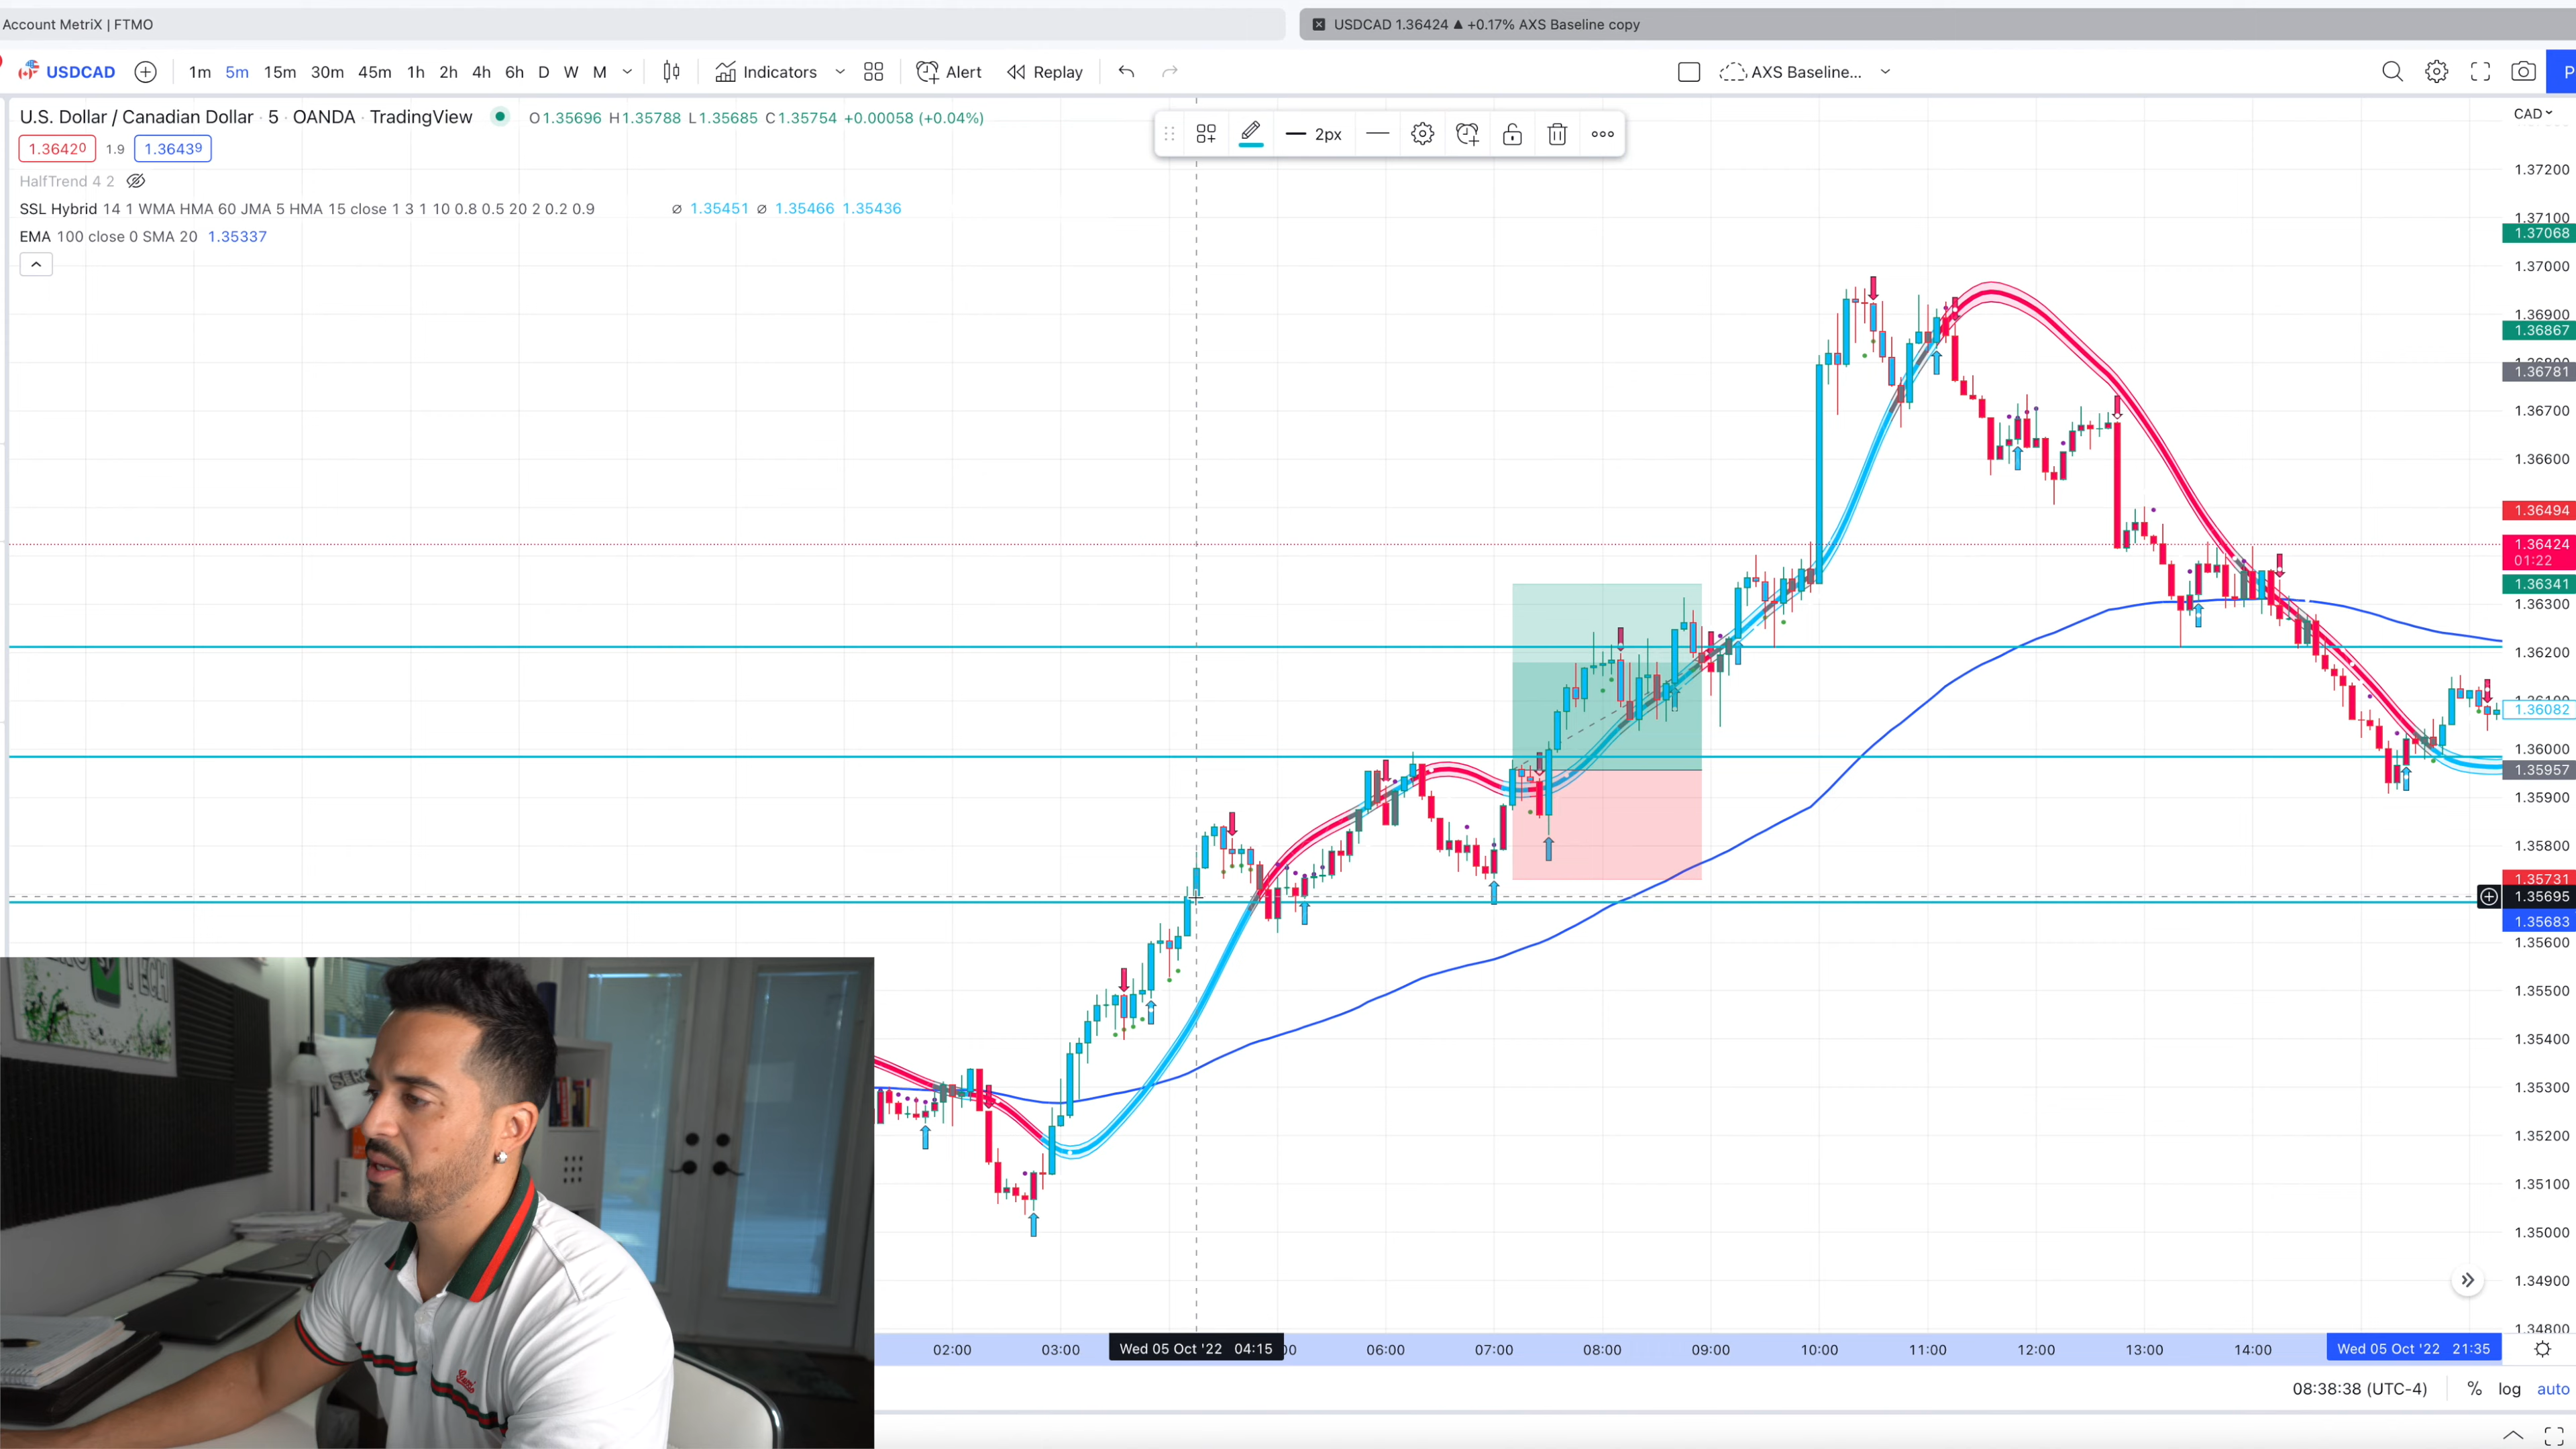 Account MetriX | FTMO
USDCAD 1.36424 ▲ +0.17% AXS Baseline copy
USDCAD 1m 5m 15m 30m 45m 1h 2h 4h 6h D W M Indicators Alert Replay AXS Baseline...
U.S. Dollar / Canadian Dollar · 5 · OANDA · TradingView O1.35696 H1.35788 L1.35685 C1.35754 +0.00058 (+0.04%)
2px
CAD
1.36420 1.9 1.36439
HalfTrend 4 2
SSL Hybrid 14 1 WMA HMA 60 JMA 5 HMA 15 close 1 3 1 10 0.8 0.5 20 2 0.2 0.9 ∅ 1.35451 ∅ 1.35466 1.35436
EMA 100 close 0 SMA 20 1.35337
1.37200
1.37100
1.37068
1.37000
1.36900
1.36867
1.36781
1.36700
1.36600
1.36494
1.36424
01:22
1.36341
1.36300
1.36200
1.36100
1.36082
1.36000
1.35957
1.35900
1.35800
1.35731
1.35695
1.35683
1.35600
1.35500
1.35400
1.35300
1.35200
1.35100
1.35000
1.34900
1.34800
02:00 03:00 Wed 05 Oct '22 04:15 06:00 07:00 08:00 09:00 10:00 11:00 12:00 13:00 14:00 Wed 05 Oct '22 21:35
08:38:38 (UTC-4) % log auto